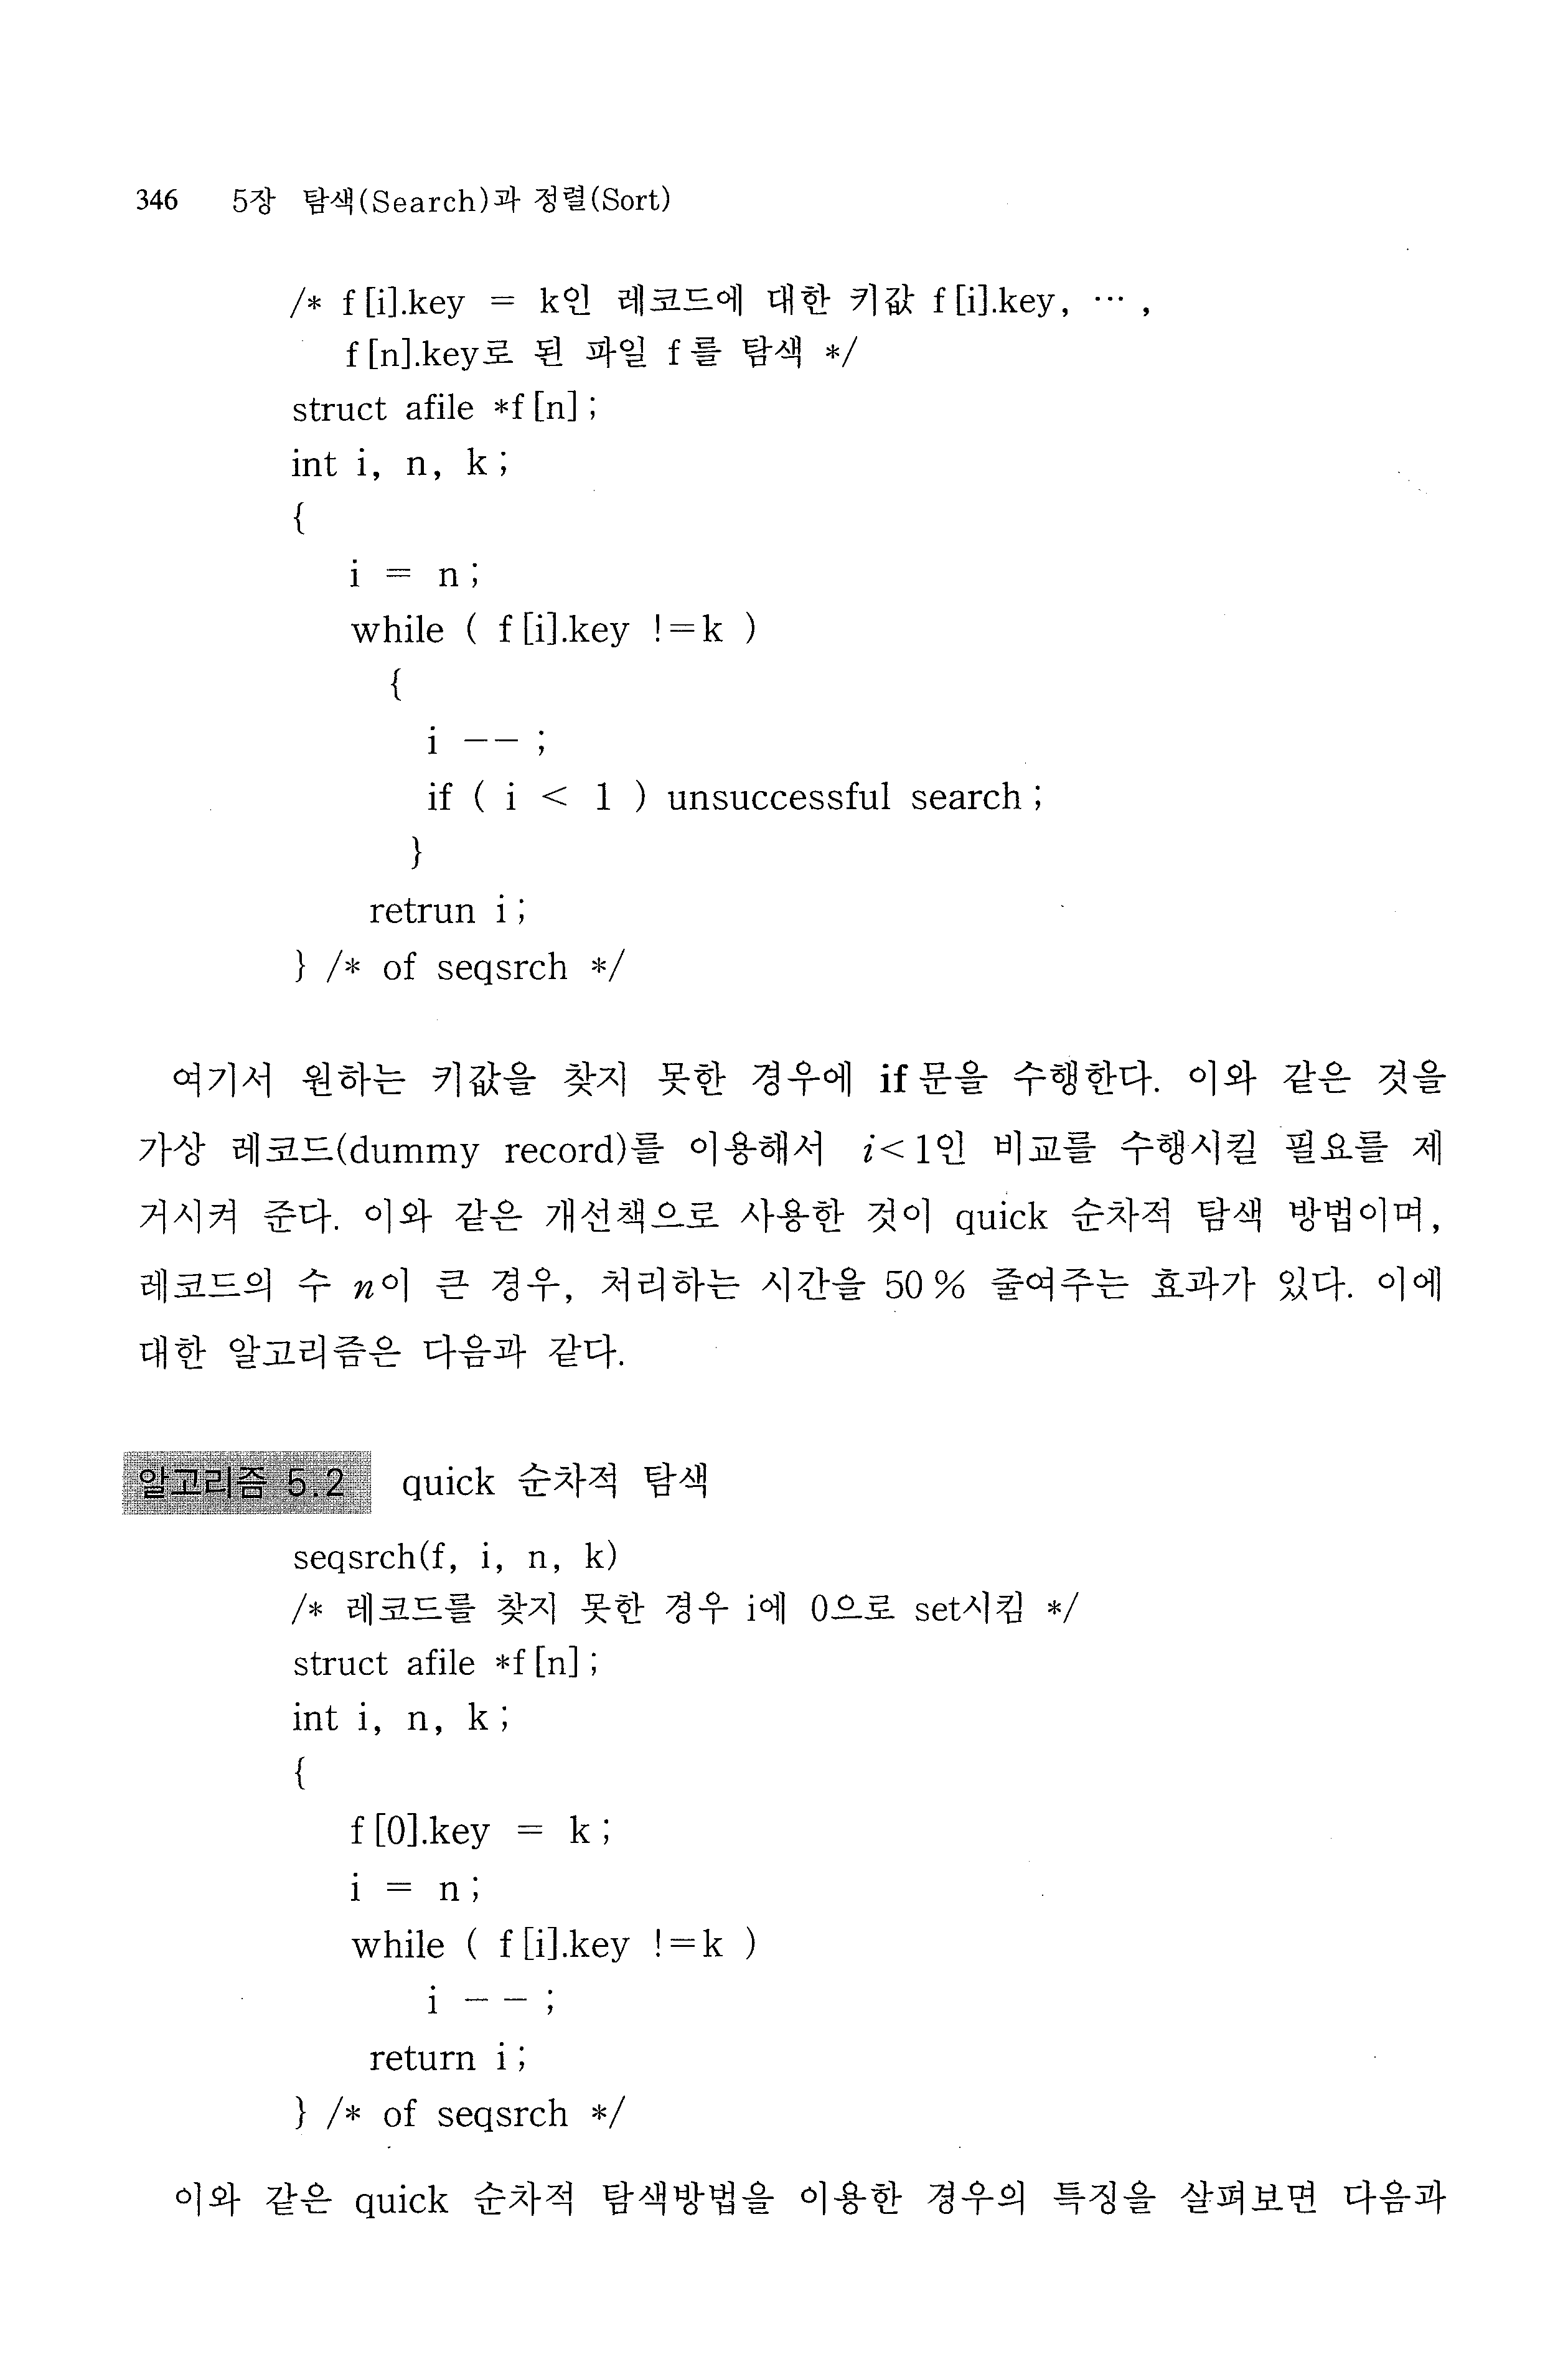 346 5장 탐색(Search)과 정렬(Sort)
/* f[i].key = k인 레코드에 대한 키값 f[i].key, … ,
f[n].key로 된 파일 f를 탐색 */
struct afile *f[n];
int i, n, k;
{
i = n;
while ( f[i].key !=k )
{
i --;
if ( i < 1 ) unsuccessful search;
}
retrun i;
} /* of seqsrch */
여기서 원하는 키값을 찾지 못한 경우에 if문을 수행한다. 이와 같은 것을
가상 레코드(dummy record)를 이용해서 i<1인 비교를 수행시킬 필요를 제
거시켜 준다. 이와 같은 개선책으로 사용한 것이 quick 순차적 탐색 방법이며,
레코드의 수 n이 큰 경우, 처리하는 시간을 50% 줄여주는 효과가 있다. 이에
대한 알고리즘은 다음과 같다.
알고리즘 5.2 quick 순차적 탐색
seqsrch(f, i, n, k)
/* 레코드를 찾지 못한 경우 i에 0으로 set시킴 */
struct afile *f[n];
int i, n, k;
{
f[0].key = k;
i = n;
while ( f[i].key !=k )
i --;
return i;
} /* of seqsrch */
이와 같은 quick 순차적 탐색방법을 이용한 경우의 특징을 살펴보면 다음과